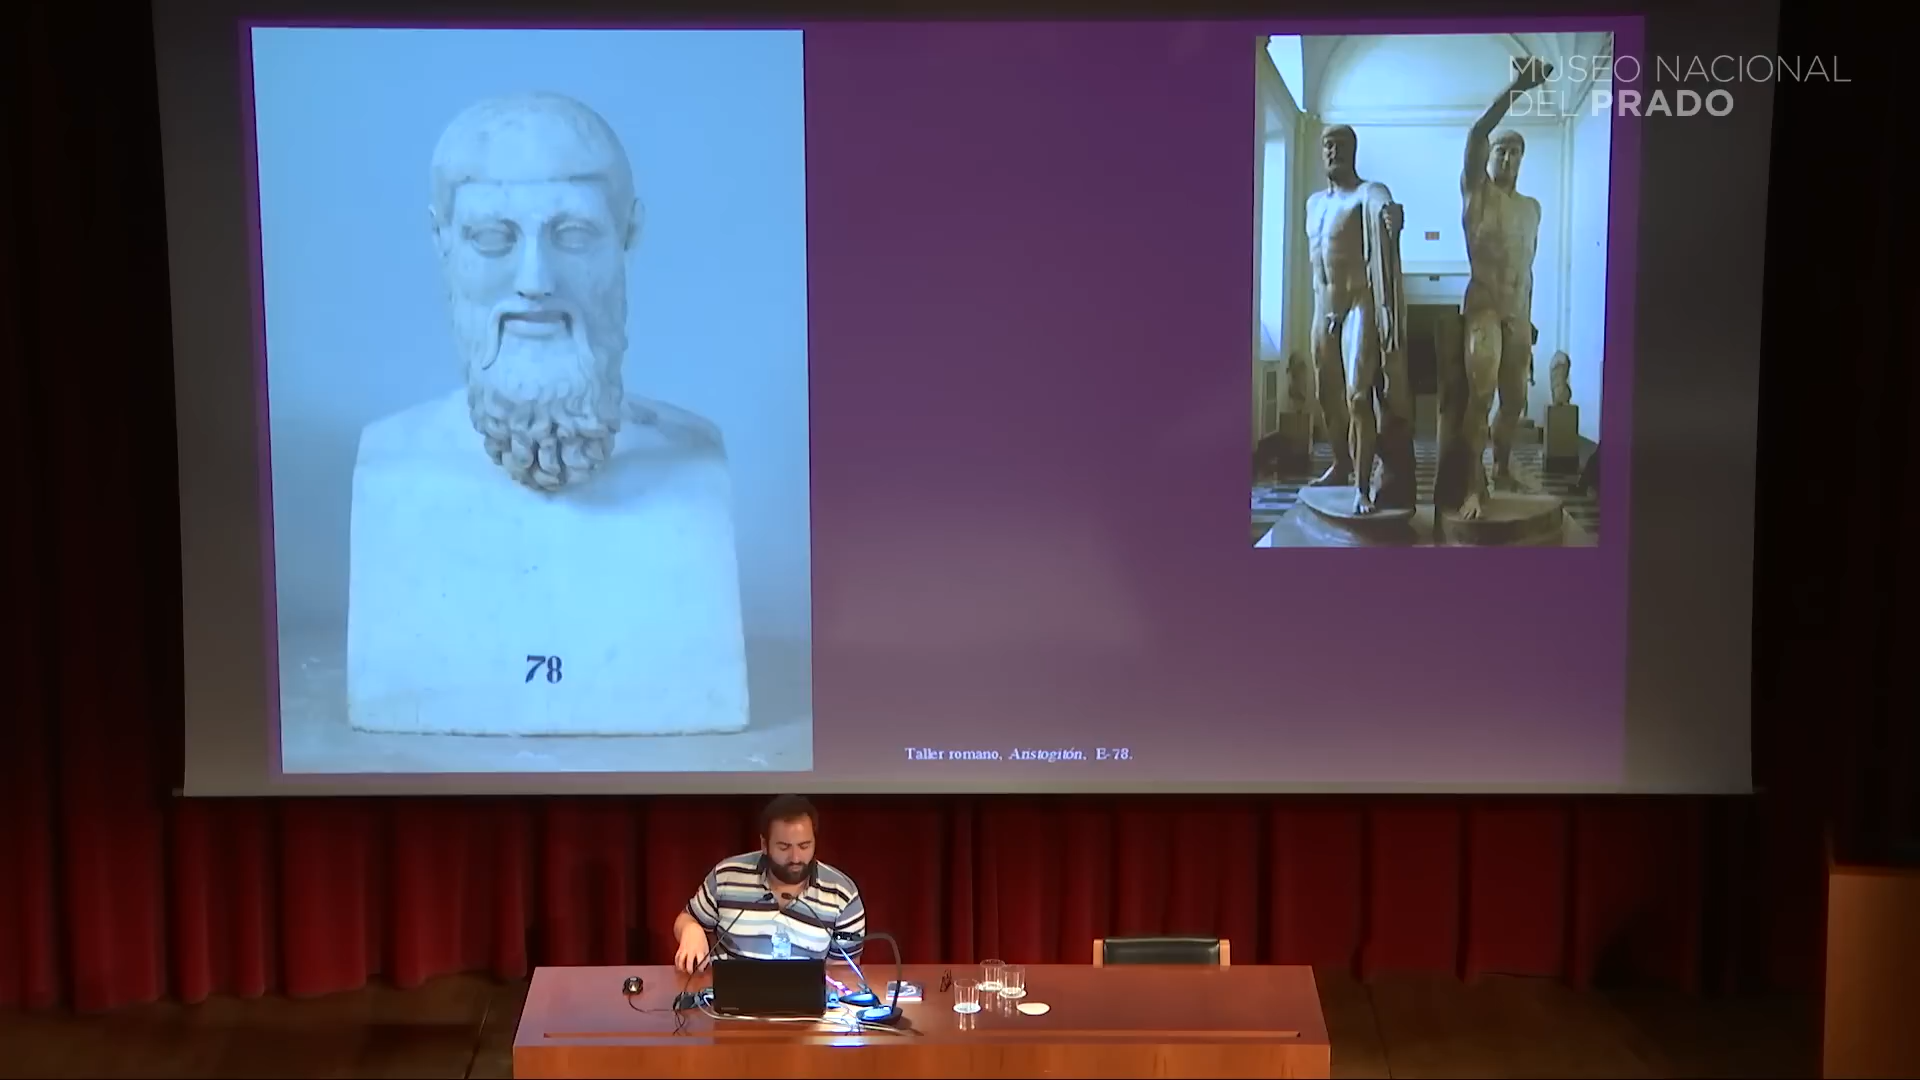 MUSEO NACIONAL
DEL PRADO
78
Taller romano, Aristogitón, E-78.